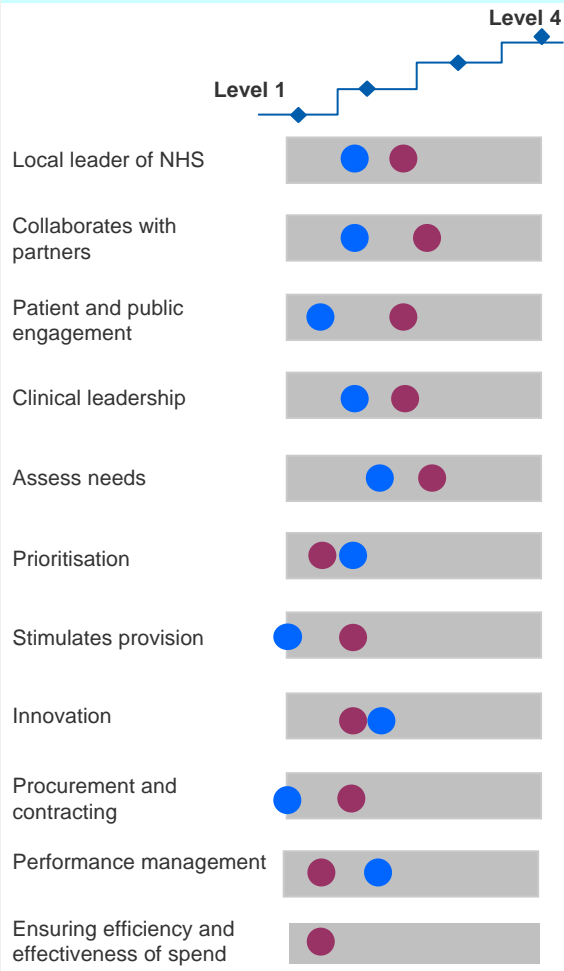 Level 4
Level 1
Local leader of NHS
Collaborates with
partners
Patient and public
engagement
Clinical leadership
Assess needs
Prioritisation
Stimulates provision
Innovation
Procurement and
contracting
Performance management
Ensuring efficiency and
effectiveness of spend